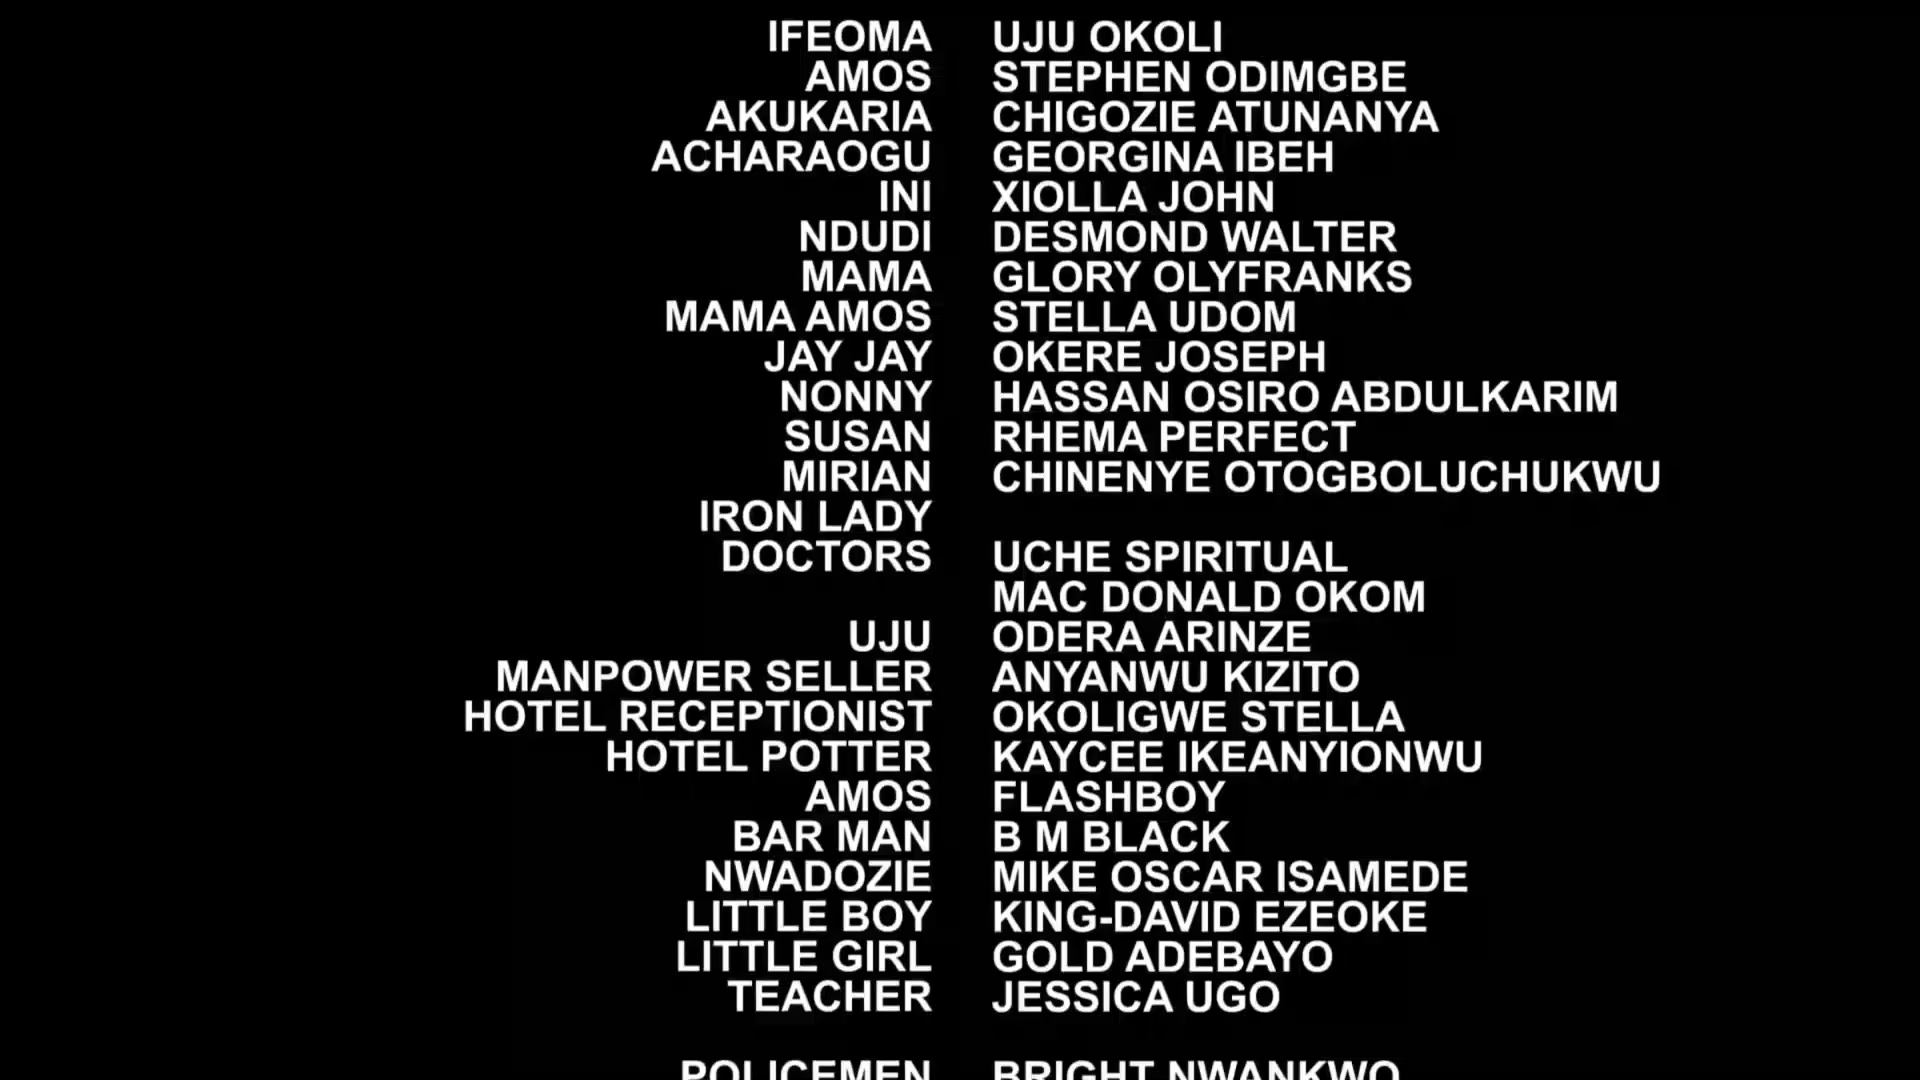 IFEOMA UJU OKOLI
AMOS STEPHEN ODIMGBE
AKUKARIA CHIGOZIE ATUNANYA
ACHARAOGU GEORGINA IBEH
INI XIOLLA JOHN
NDUDI DESMOND WALTER
MAMA GLORY OLYFRANKS
MAMA AMOS STELLA UDOM
JAY JAY OKERE JOSEPH
NONNY HASSAN OSIRO ABDULKARIM
SUSAN RHEMA PERFECT
MIRIAN CHINENYE OTOGBOLUCHUKWU
IRON LADY
DOCTORS UCHE SPIRITUAL
MAC DONALD OKOM
UJU ODERA ARINZE
MANPOWER SELLER ANYANWU KIZITO
HOTEL RECEPTIONIST OKOLIGWE STELLA
HOTEL POTTER KAYCEE IKEANYIONWU
AMOS FLASHBOY
BAR MAN B M BLACK
NWADOZIE MIKE OSCAR ISAMEDE
LITTLE BOY KING-DAVID EZEOKE
LITTLE GIRL GOLD ADEBAYO
TEACHER JESSICA UGO
POLICEMEN BRIGHT NWANKWO